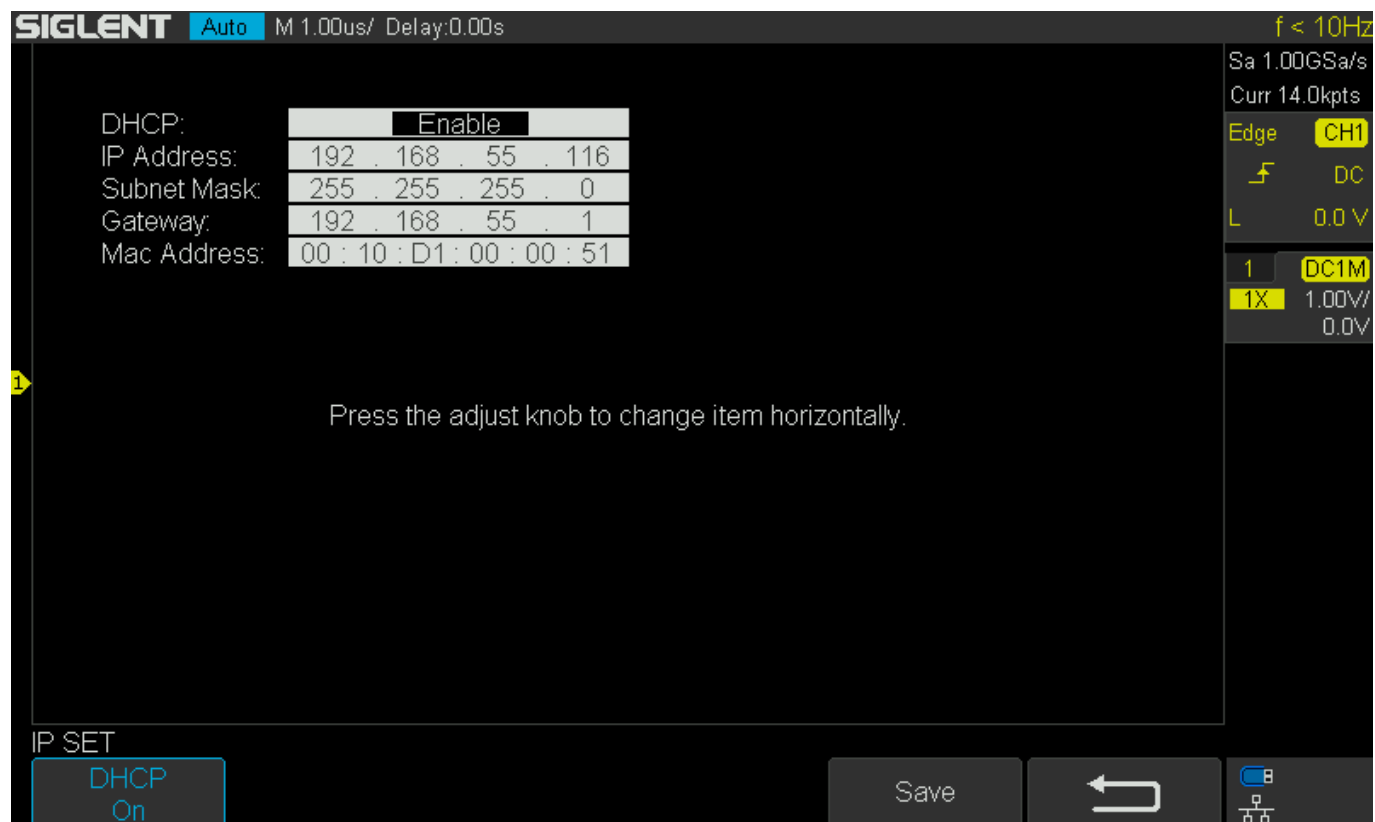 SIGLENT Auto M 1.00us/ Delay:0.00s f < 10Hz
Sa 1.00GSa/s
Curr 14.0kpts
DHCP: Enable
Edge CH1
IP Address: 192 . 168 . 55 . 116
DC
Subnet Mask: 255 . 255 . 255 . 0
Gateway: 192 . 168 . 55 . 1
L 0.0 V
Mac Address: 00 : 10 : D1 : 00 : 00 : 51
1 DC1M
1X 1.00V/
0.0V
1
Press the adjust knob to change item horizontally.
IP SET
DHCP
On
Save